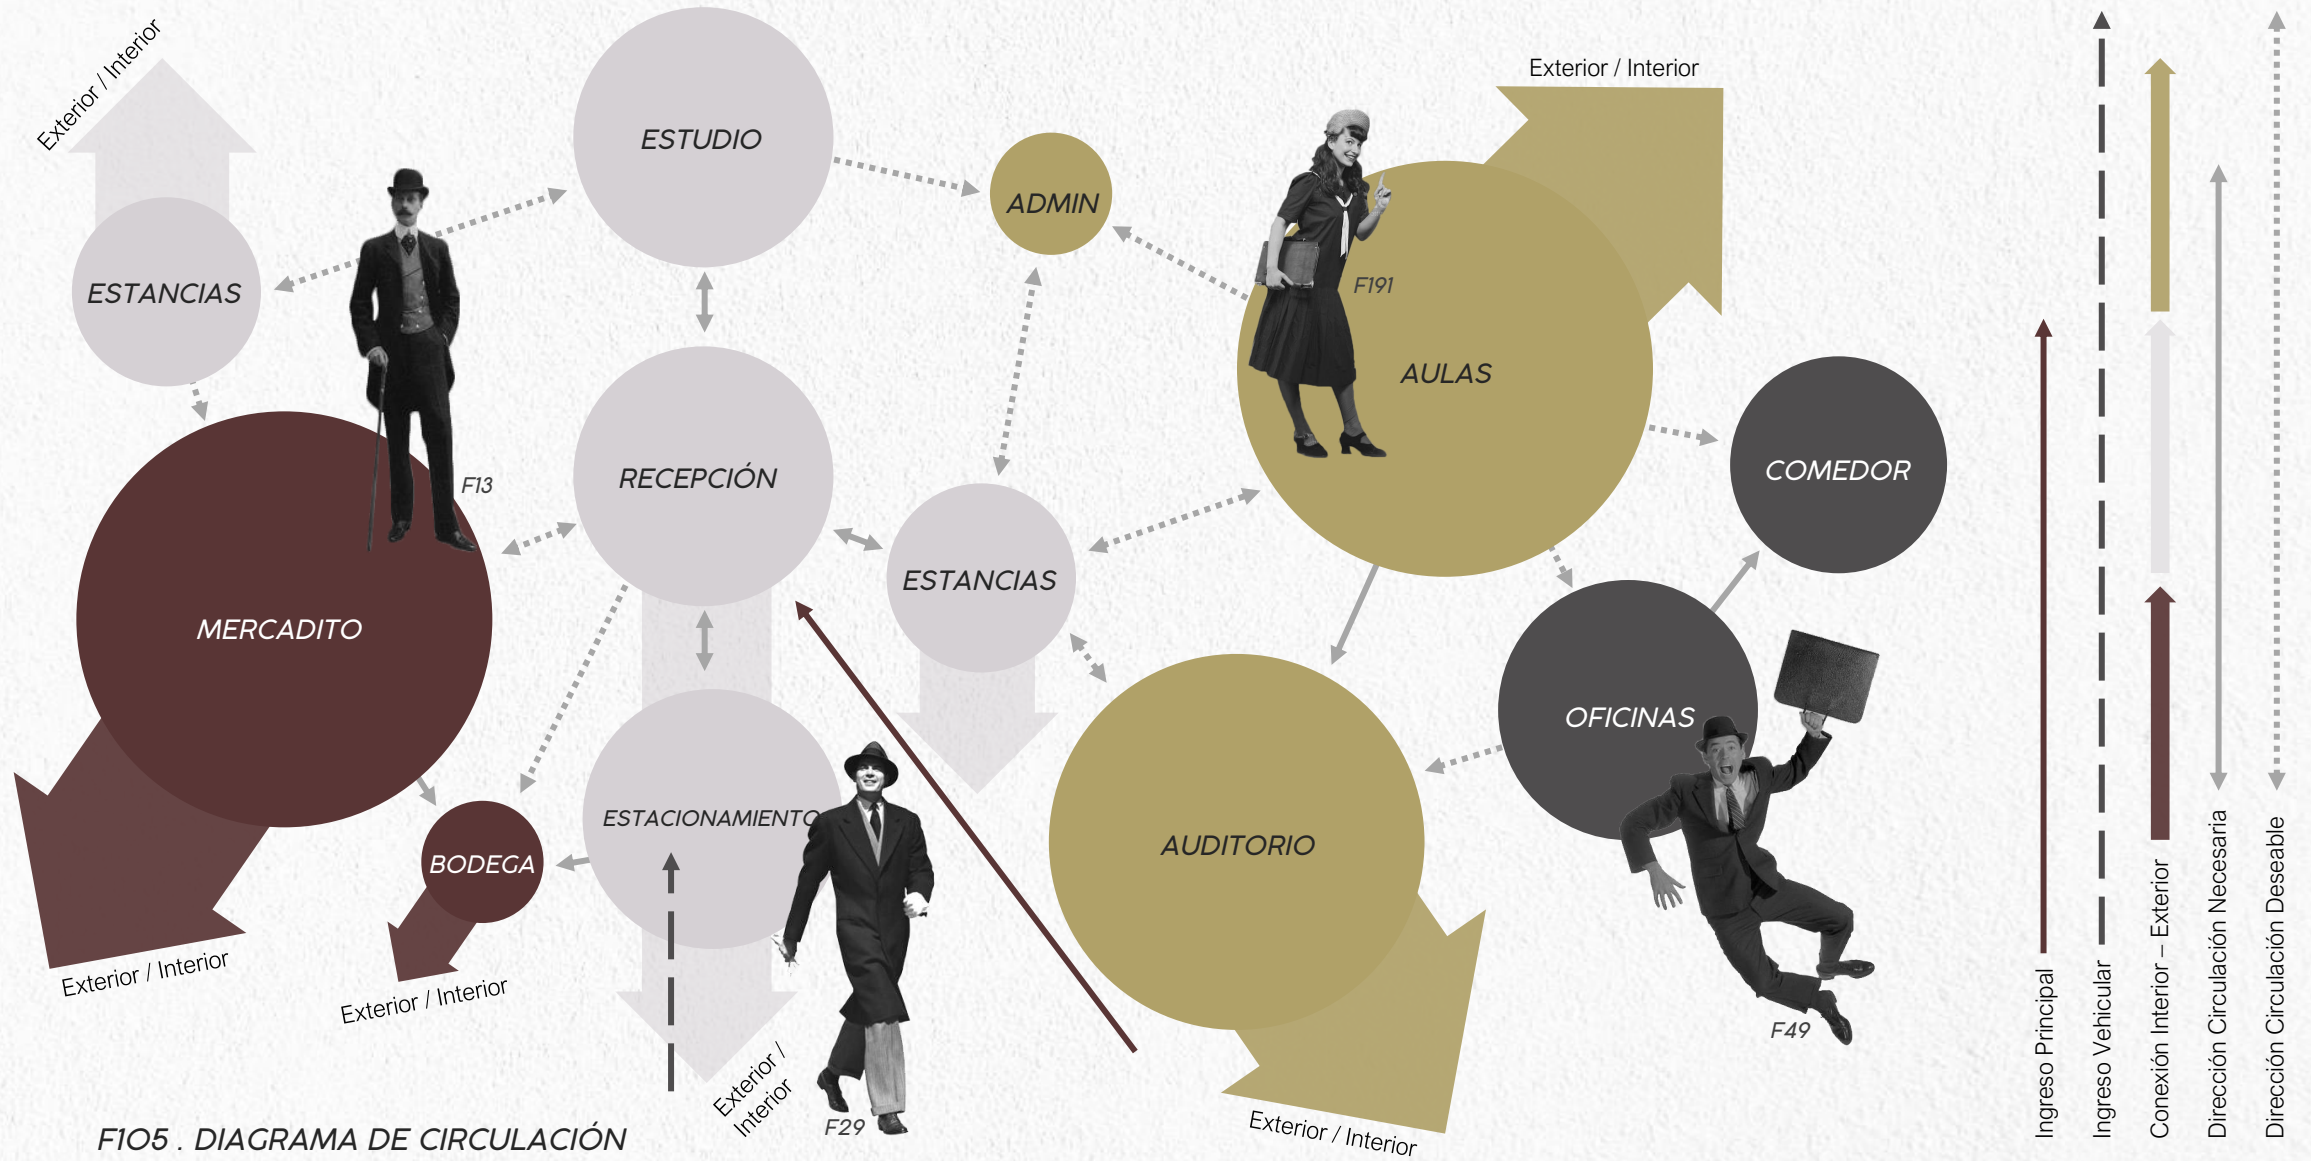 Exterior / Interior
ESTUDIO
Exterior / Interior
ADMIN
ESTANCIAS
F191
AULAS
RECEPCIÓN
COMEDOR
F13
ESTANCIAS
MERCADITO
OFICINAS
ESTACIONAMIENTO
AUDITORIO
BODEGA
Exterior / Interior
Exterior / Interior
Exterior /
Interior
F29
F49
Exterior / Interior
F105 . DIAGRAMA DE CIRCULACIÓN
Ingreso Principal
Ingreso Vehicular
Conexión Interior – Exterior
Dirección Circulación Necesaria
Dirección Circulación Deseable